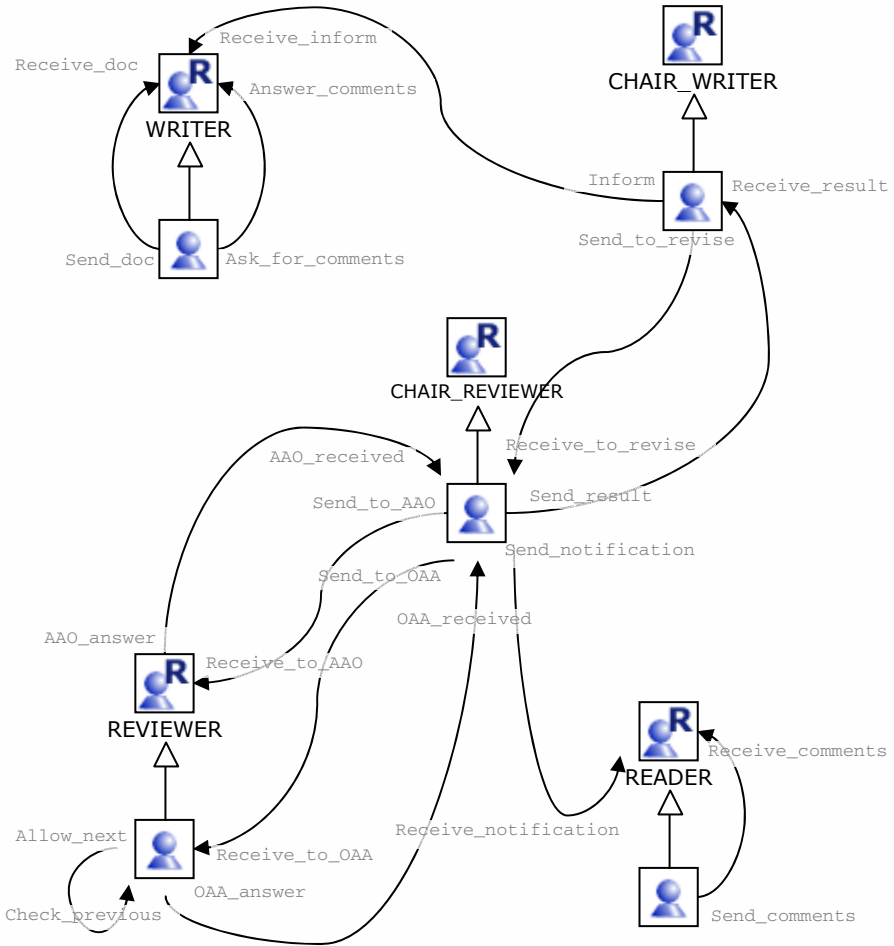 Receive_inform
Receive_doc
R
R
CHAIR_WRITER
Answer_comments
WRITER
Inform
Receive_result
Send_to_revise
Send_doc
Ask_for_comments
R
CHAIR_REVIEWER
Receive_to_revise
AAO_received
Send_to_AAO
Send_result
Send_notification
Send_to_OAA
OAA_received
AAO_answer
Receive_to_AAO
R
REVIEWER
R
Receive_comments
READER
Allow_next
Receive_notification
Receive_to_OAA
OAA_answer
Check_previous
Send_comments